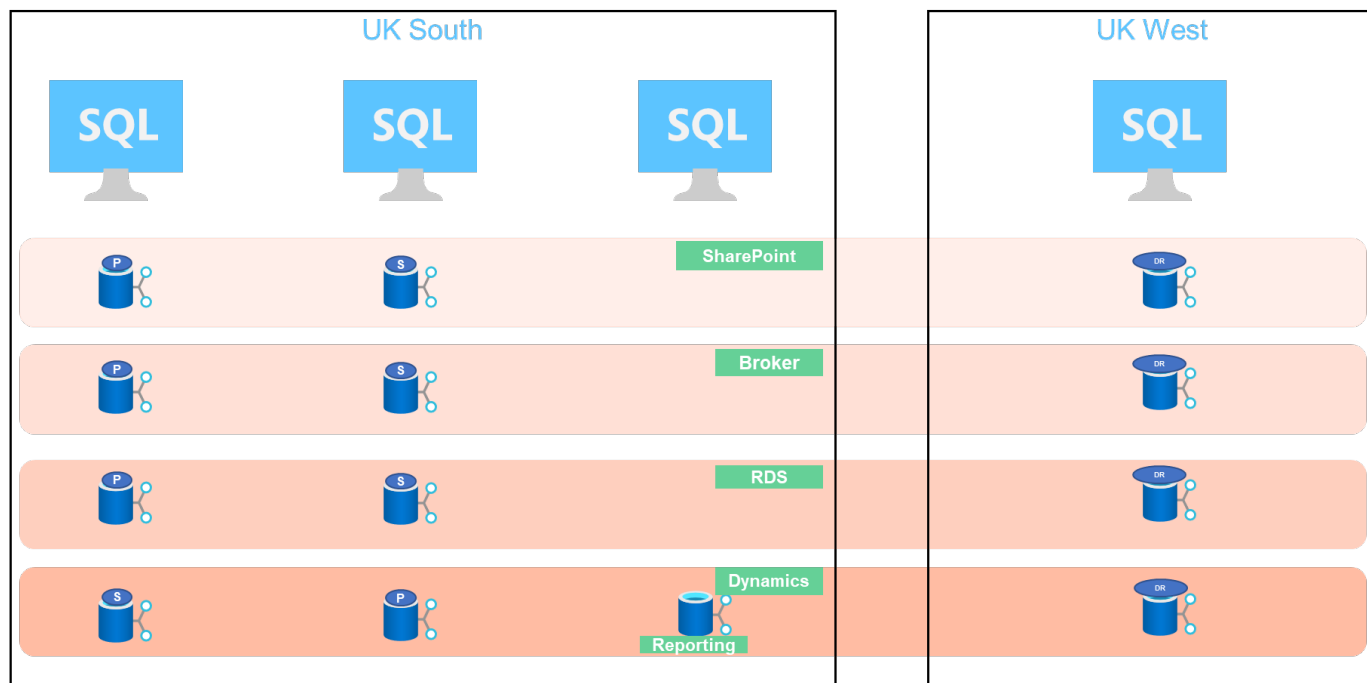 UK South
UK West
SQL
SQL
SQL
SQL
SharePoint
P
S
DR
Broker
P
S
DR
RDS
P
S
DR
Dynamics
S
P
DR
Reporting